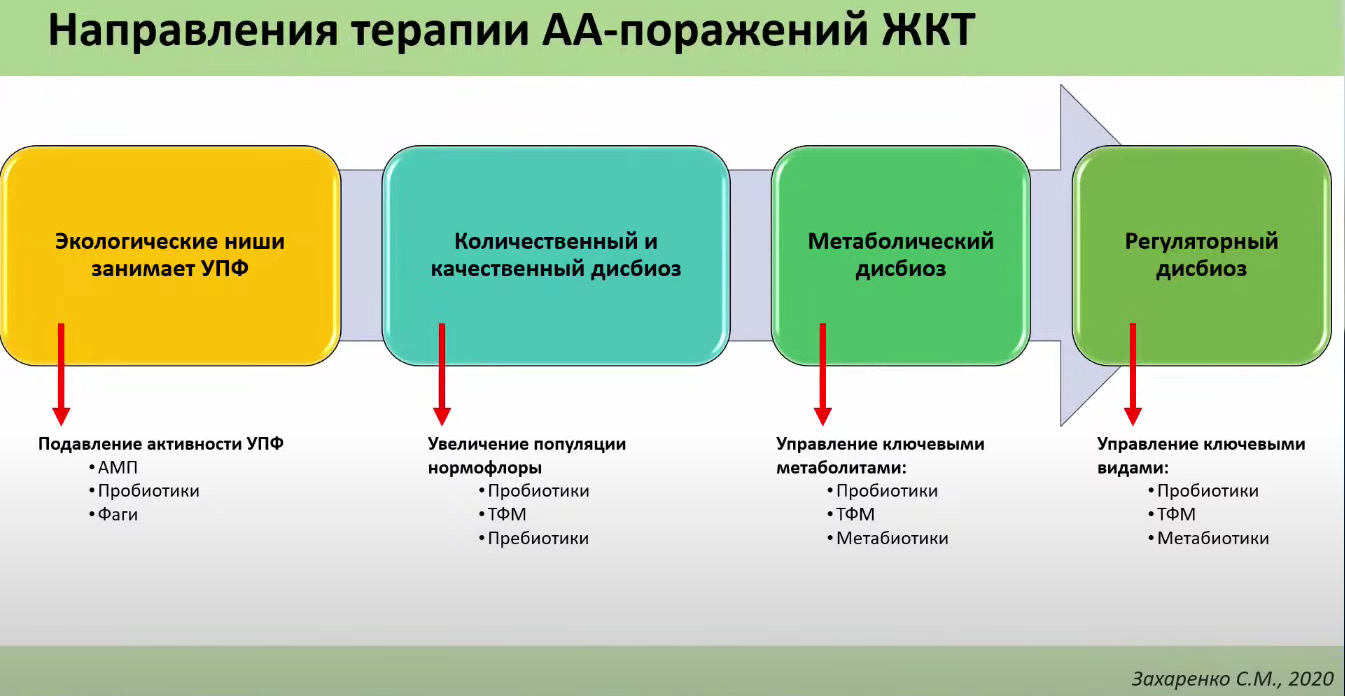 Направления терапии АА-поражений ЖКТ
Экологические ниши
занимает УПФ
Количественный и
качественный дисбиоз
Метаболический
дисбиоз
Регуляторный
дисбиоз
Подавление активности УПФ
•АМП
•Пробиотики
•Фаги
Увеличение популяции
нормофлоры
•Пробиотики
•ТФМ
•Пребиотики
Управление ключевыми
метаболитами:
•Пробиотики
•ТФМ
•Метабиотики
Управление ключевыми
видами:
•Пробиотики
•ТФМ
•Метабиотики
Захаренко С.М., 2020